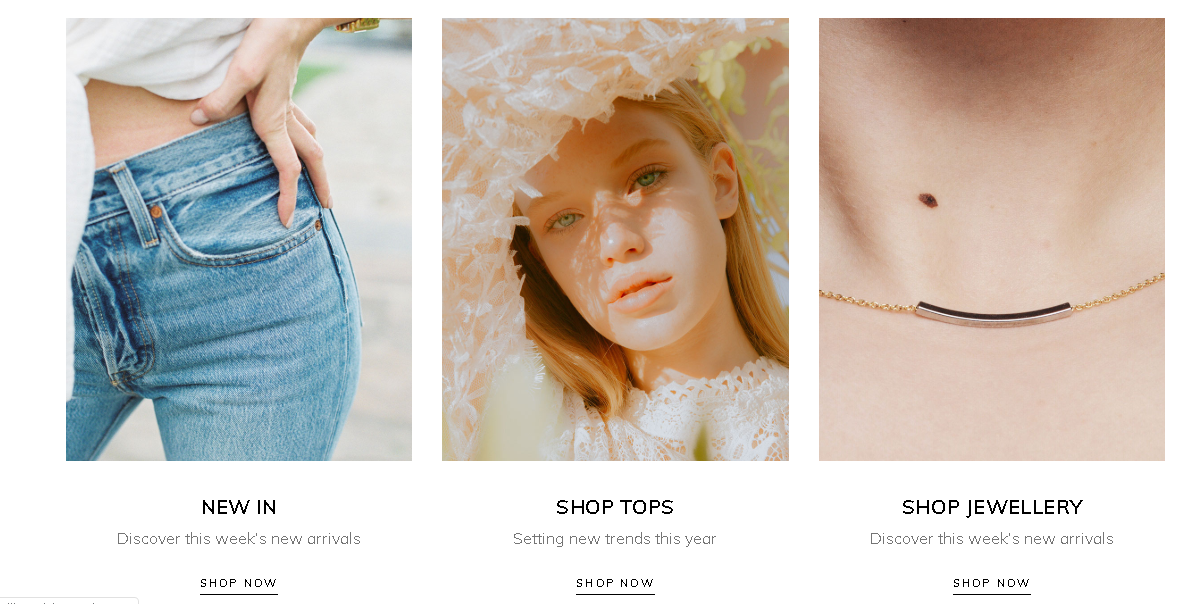 NEW IN
Discover this week's new arrivals
SHOP NOW
SHOP TOPS
Setting new trends this year
SHOP NOW
SHOP JEWELLERY
Discover this week's new arrivals
SHOP NOW